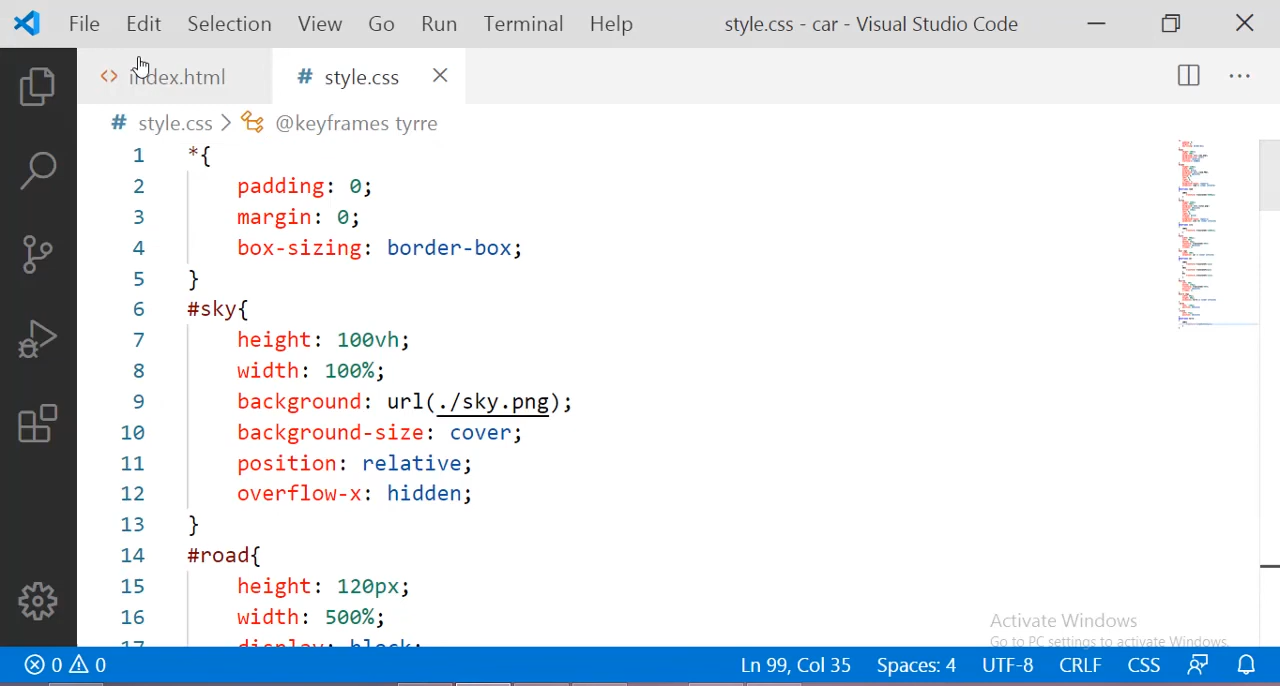 File Edit Selection View Go Run Terminal Help style.css - car - Visual Studio Code
<> index.html # style.css
# style.css > @keyframes tyrre
1 *{
2 padding: 0;
3 margin: 0;
4 box-sizing: border-box;
5 }
6 #sky{
7 height: 100vh;
8 width: 100%;
9 background: url(./sky.png);
10 background-size: cover;
11 position: relative;
12 overflow-x: hidden;
13 }
14 #road{
15 height: 120px;
16 width: 500%;
17 display: block;
Activate Windows
Go to PC settings to activate Windows.
0 0 Ln 99, Col 35 Spaces: 4 UTF-8 CRLF CSS